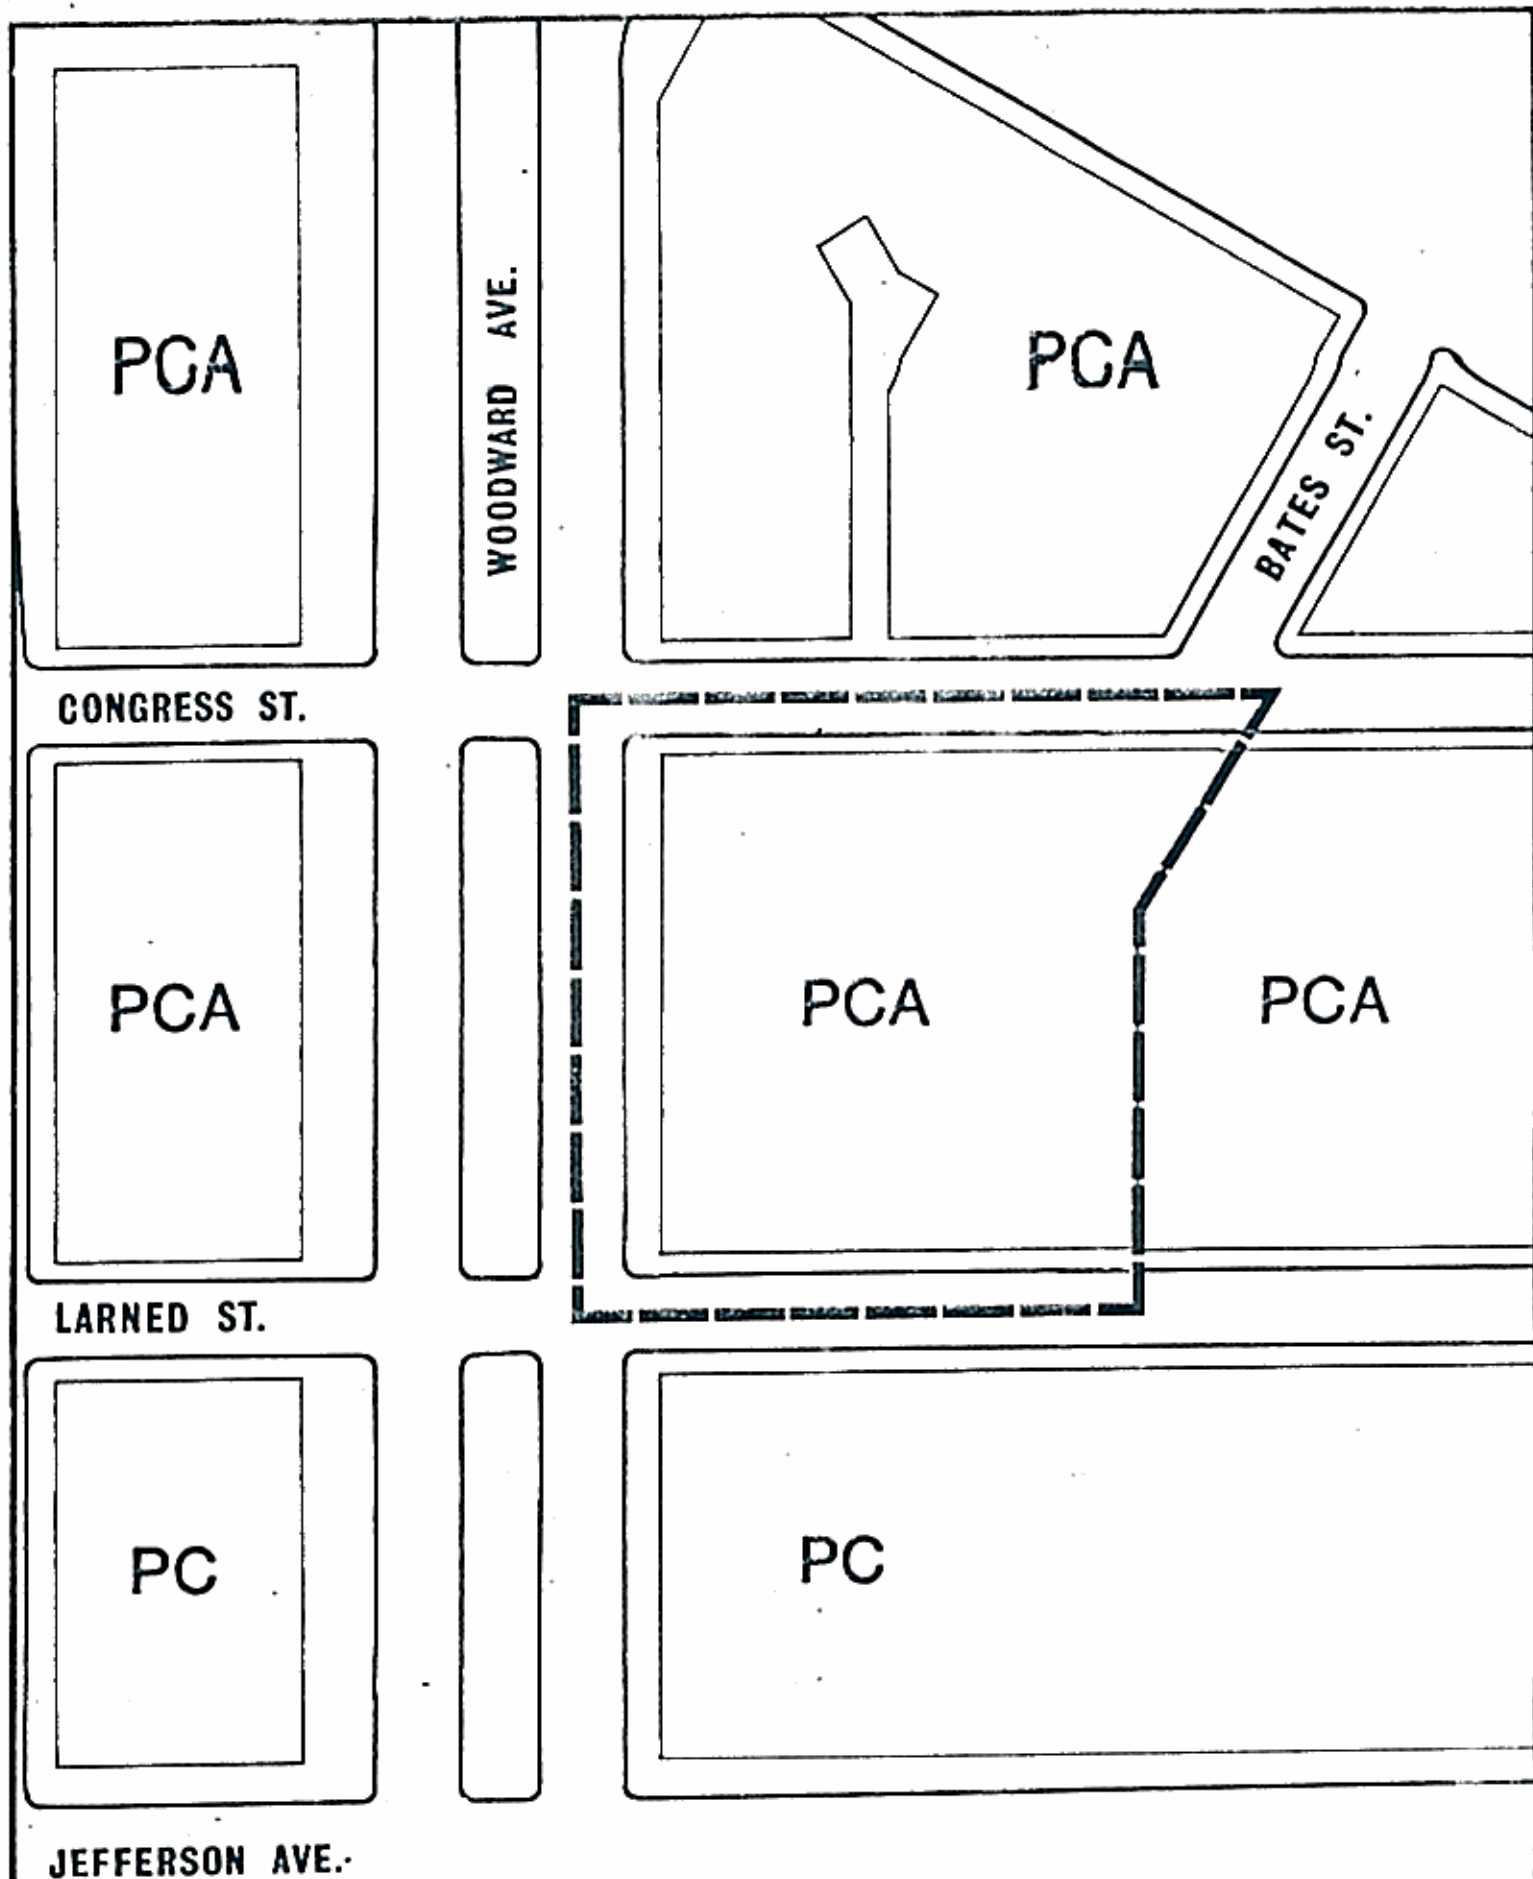 PCA
WOODWARD AVE.
PCA
BATES ST.
CONGRESS ST.
PCA
PCA
PCA
LARNED ST.
PC
PC
JEFFERSON AVE.